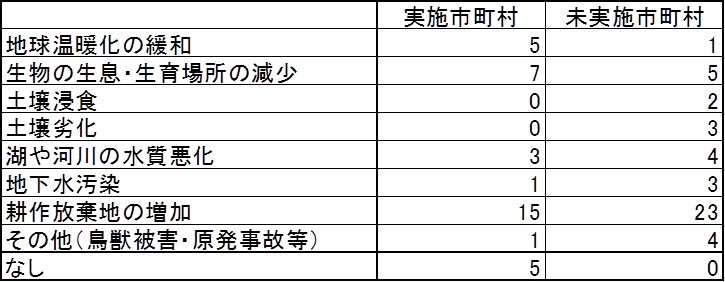 実施市町村 未実施市町村
地球温暖化の緩和 5 1
生物の生息・生育場所の減少 7 5
土壌浸食 0 2
土壌劣化 0 3
湖や河川の水質悪化 3 4
地下水汚染 1 3
耕作放棄地の増加 15 23
その他（鳥獣被害・原発事故等） 1 4
なし 5 0